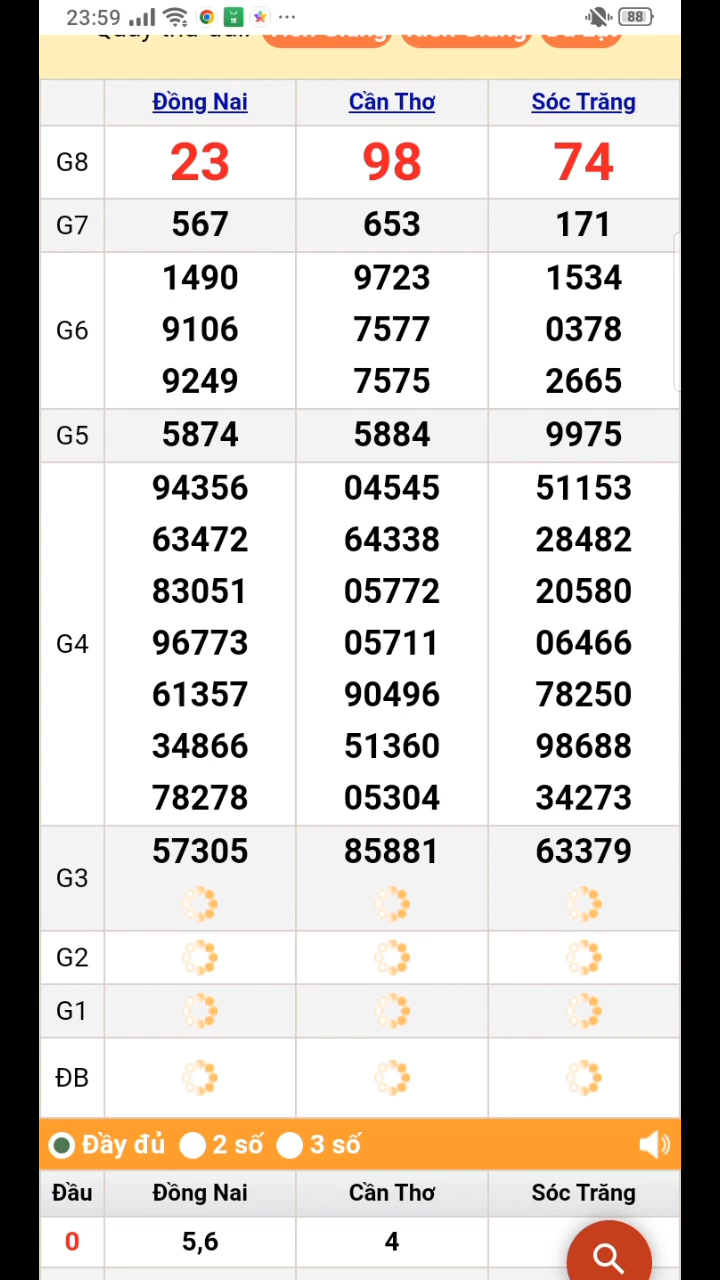 23:59 88
Đồng Nai Cần Thơ Sóc Trăng
G8 23 98 74
G7 567 653 171
1490 9723 1534
G6 9106 7577 0378
9249 7575 2665
G5 5874 5884 9975
94356 04545 51153
63472 64338 28482
83051 05772 20580
G4 96773 05711 06466
61357 90496 78250
34866 51360 98688
78278 05304 34273
57305 85881 63379
G3
G2
G1
ĐB
Đầy đủ 2 số 3 số
Đầu Đồng Nai Cần Thơ Sóc Trăng
0 5,6 4